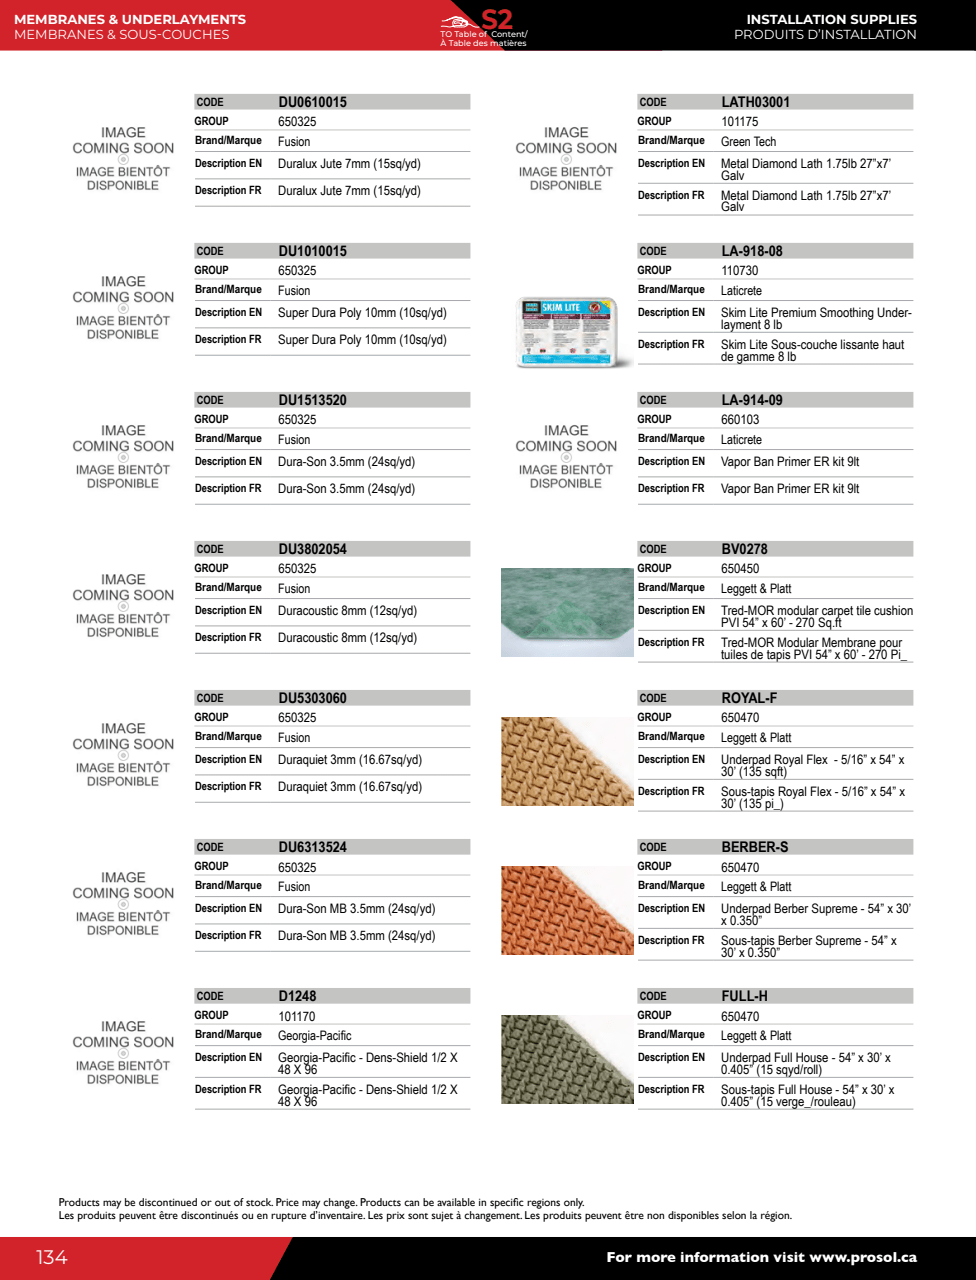 MEMBRANES & UNDERLAYMENTS
MEMBRANES & SOUS-COUCHES
S2
TO Table of Content/
À Table des matières
INSTALLATION SUPPLIES
PRODUITS D'INSTALLATION
IMAGE
COMING SOON
IMAGE BIENTÔT
DISPONIBLE
CODE DU0610015
GROUP 650325
Brand/Marque Fusion
Description EN Duralux Jute 7mm (15sq/yd)
Description FR Duralux Jute 7mm (15sq/yd)
IMAGE
COMING SOON
IMAGE BIENTÔT
DISPONIBLE
CODE DU1010015
GROUP 650325
Brand/Marque Fusion
Description EN Super Dura Poly 10mm (10sq/yd)
Description FR Super Dura Poly 10mm (10sq/yd)
IMAGE
COMING SOON
IMAGE BIENTÔT
DISPONIBLE
CODE DU1513520
GROUP 650325
Brand/Marque Fusion
Description EN Dura-Son 3.5mm (24sq/yd)
Description FR Dura-Son 3.5mm (24sq/yd)
IMAGE
COMING SOON
IMAGE BIENTÔT
DISPONIBLE
CODE DU3802054
GROUP 650325
Brand/Marque Fusion
Description EN Duracoustic 8mm (12sq/yd)
Description FR Duracoustic 8mm (12sq/yd)
IMAGE
COMING SOON
IMAGE BIENTÔT
DISPONIBLE
CODE DU5303060
GROUP 650325
Brand/Marque Fusion
Description EN Duraquiet 3mm (16.67sq/yd)
Description FR Duraquiet 3mm (16.67sq/yd)
IMAGE
COMING SOON
IMAGE BIENTÔT
DISPONIBLE
CODE DU6313524
GROUP 650325
Brand/Marque Fusion
Description EN Dura-Son MB 3.5mm (24sq/yd)
Description FR Dura-Son MB 3.5mm (24sq/yd)
IMAGE
COMING SOON
IMAGE BIENTÔT
DISPONIBLE
CODE D1248
GROUP 101170
Brand/Marque Georgia-Pacific
Description EN Georgia-Pacific - Dens-Shield 1/2 X
48 X 96
Description FR Georgia-Pacific - Dens-Shield 1/2 X
48 X 96
IMAGE
COMING SOON
IMAGE BIENTÔT
DISPONIBLE
CODE LATH03001
GROUP 101175
Brand/Marque Green Tech
Description EN Metal Diamond Lath 1.75lb 27”x7’
Galv
Description FR Metal Diamond Lath 1.75lb 27”x7’
Galv
SKIM LITE
CODE LA-918-08
GROUP 110730
Brand/Marque Laticrete
Description EN Skim Lite Premium Smoothing Under-
layment 8 lb
Description FR Skim Lite Sous-couche lissante haut
de gamme 8 lb
IMAGE
COMING SOON
IMAGE BIENTÔT
DISPONIBLE
CODE LA-914-09
GROUP 660103
Brand/Marque Laticrete
Description EN Vapor Ban Primer ER kit 9lt
Description FR Vapor Ban Primer ER kit 9lt
CODE BV0278
GROUP 650450
Brand/Marque Leggett & Platt
Description EN Tred-MOR modular carpet tile cushion
PVI 54” x 60’ - 270 Sq.ft
Description FR Tred-MOR Modular Membrane pour
tuiles de tapis PVI 54” x 60’ - 270 Pi_
CODE ROYAL-F
GROUP 650470
Brand/Marque Leggett & Platt
Description EN Underpad Royal Flex - 5/16” x 54” x
30’ (135 sqft)
Description FR Sous-tapis Royal Flex - 5/16” x 54” x
30’ (135 pi_)
CODE BERBER-S
GROUP 650470
Brand/Marque Leggett & Platt
Description EN Underpad Berber Supreme - 54” x 30’
x 0.350”
Description FR Sous-tapis Berber Supreme - 54” x
30’ x 0.350”
CODE FULL-H
GROUP 650470
Brand/Marque Leggett & Platt
Description EN Underpad Full House - 54” x 30’ x
0.405” (15 sqyd/roll)
Description FR Sous-tapis Full House - 54” x 30’ x
0.405” (15 verge_/rouleau)
Products may be discontinued or out of stock. Price may change. Products can be available in specific regions only.
Les produits peuvent être discontinués ou en rupture d'inventaire. Les prix sont sujet à changement. Les produits peuvent être non disponibles selon la région.
134
For more information visit www.prosol.ca